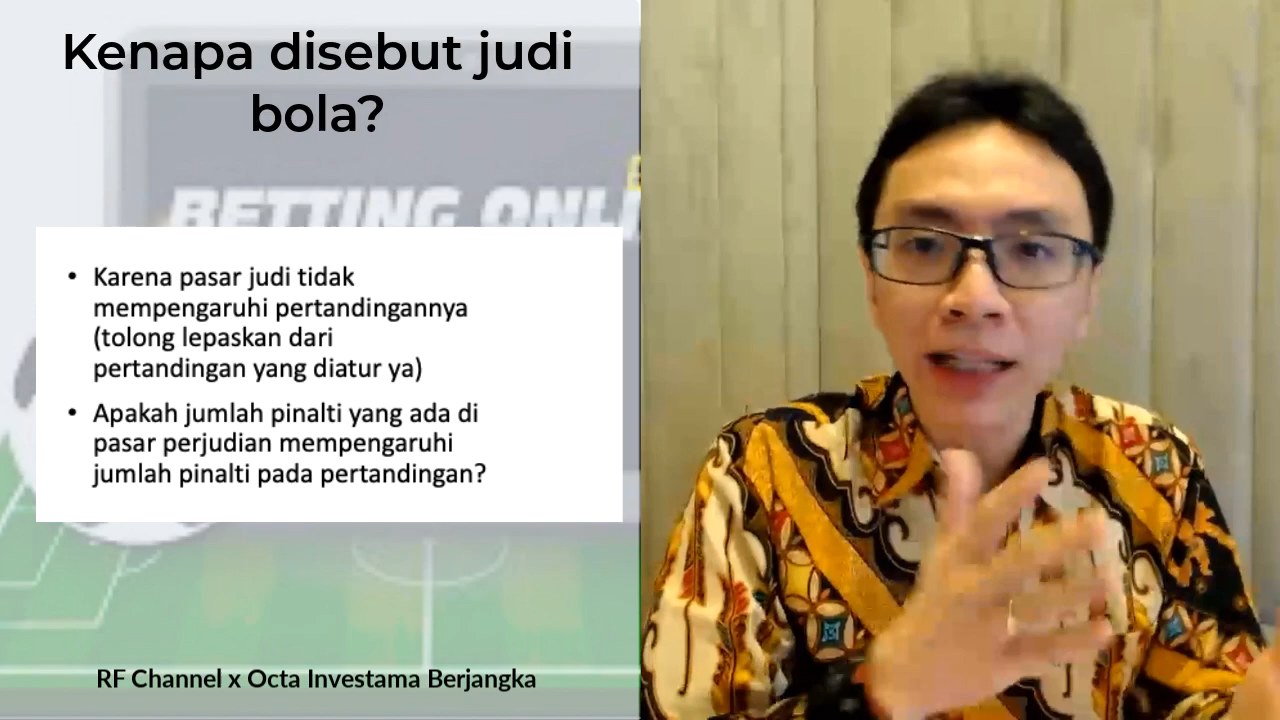 Kenapa disebut judi
bola?
BETTING
• Karena pasar judi tidak
mempengaruhi pertandingannya
(tolong lepaskan dari
pertandingan yang diatur ya)
• Apakah jumlah pinalti yang ada di
pasar perjudian mempengaruhi
jumlah pinalti pada pertandingan?
RF Channel x Octa Investama Berjangka